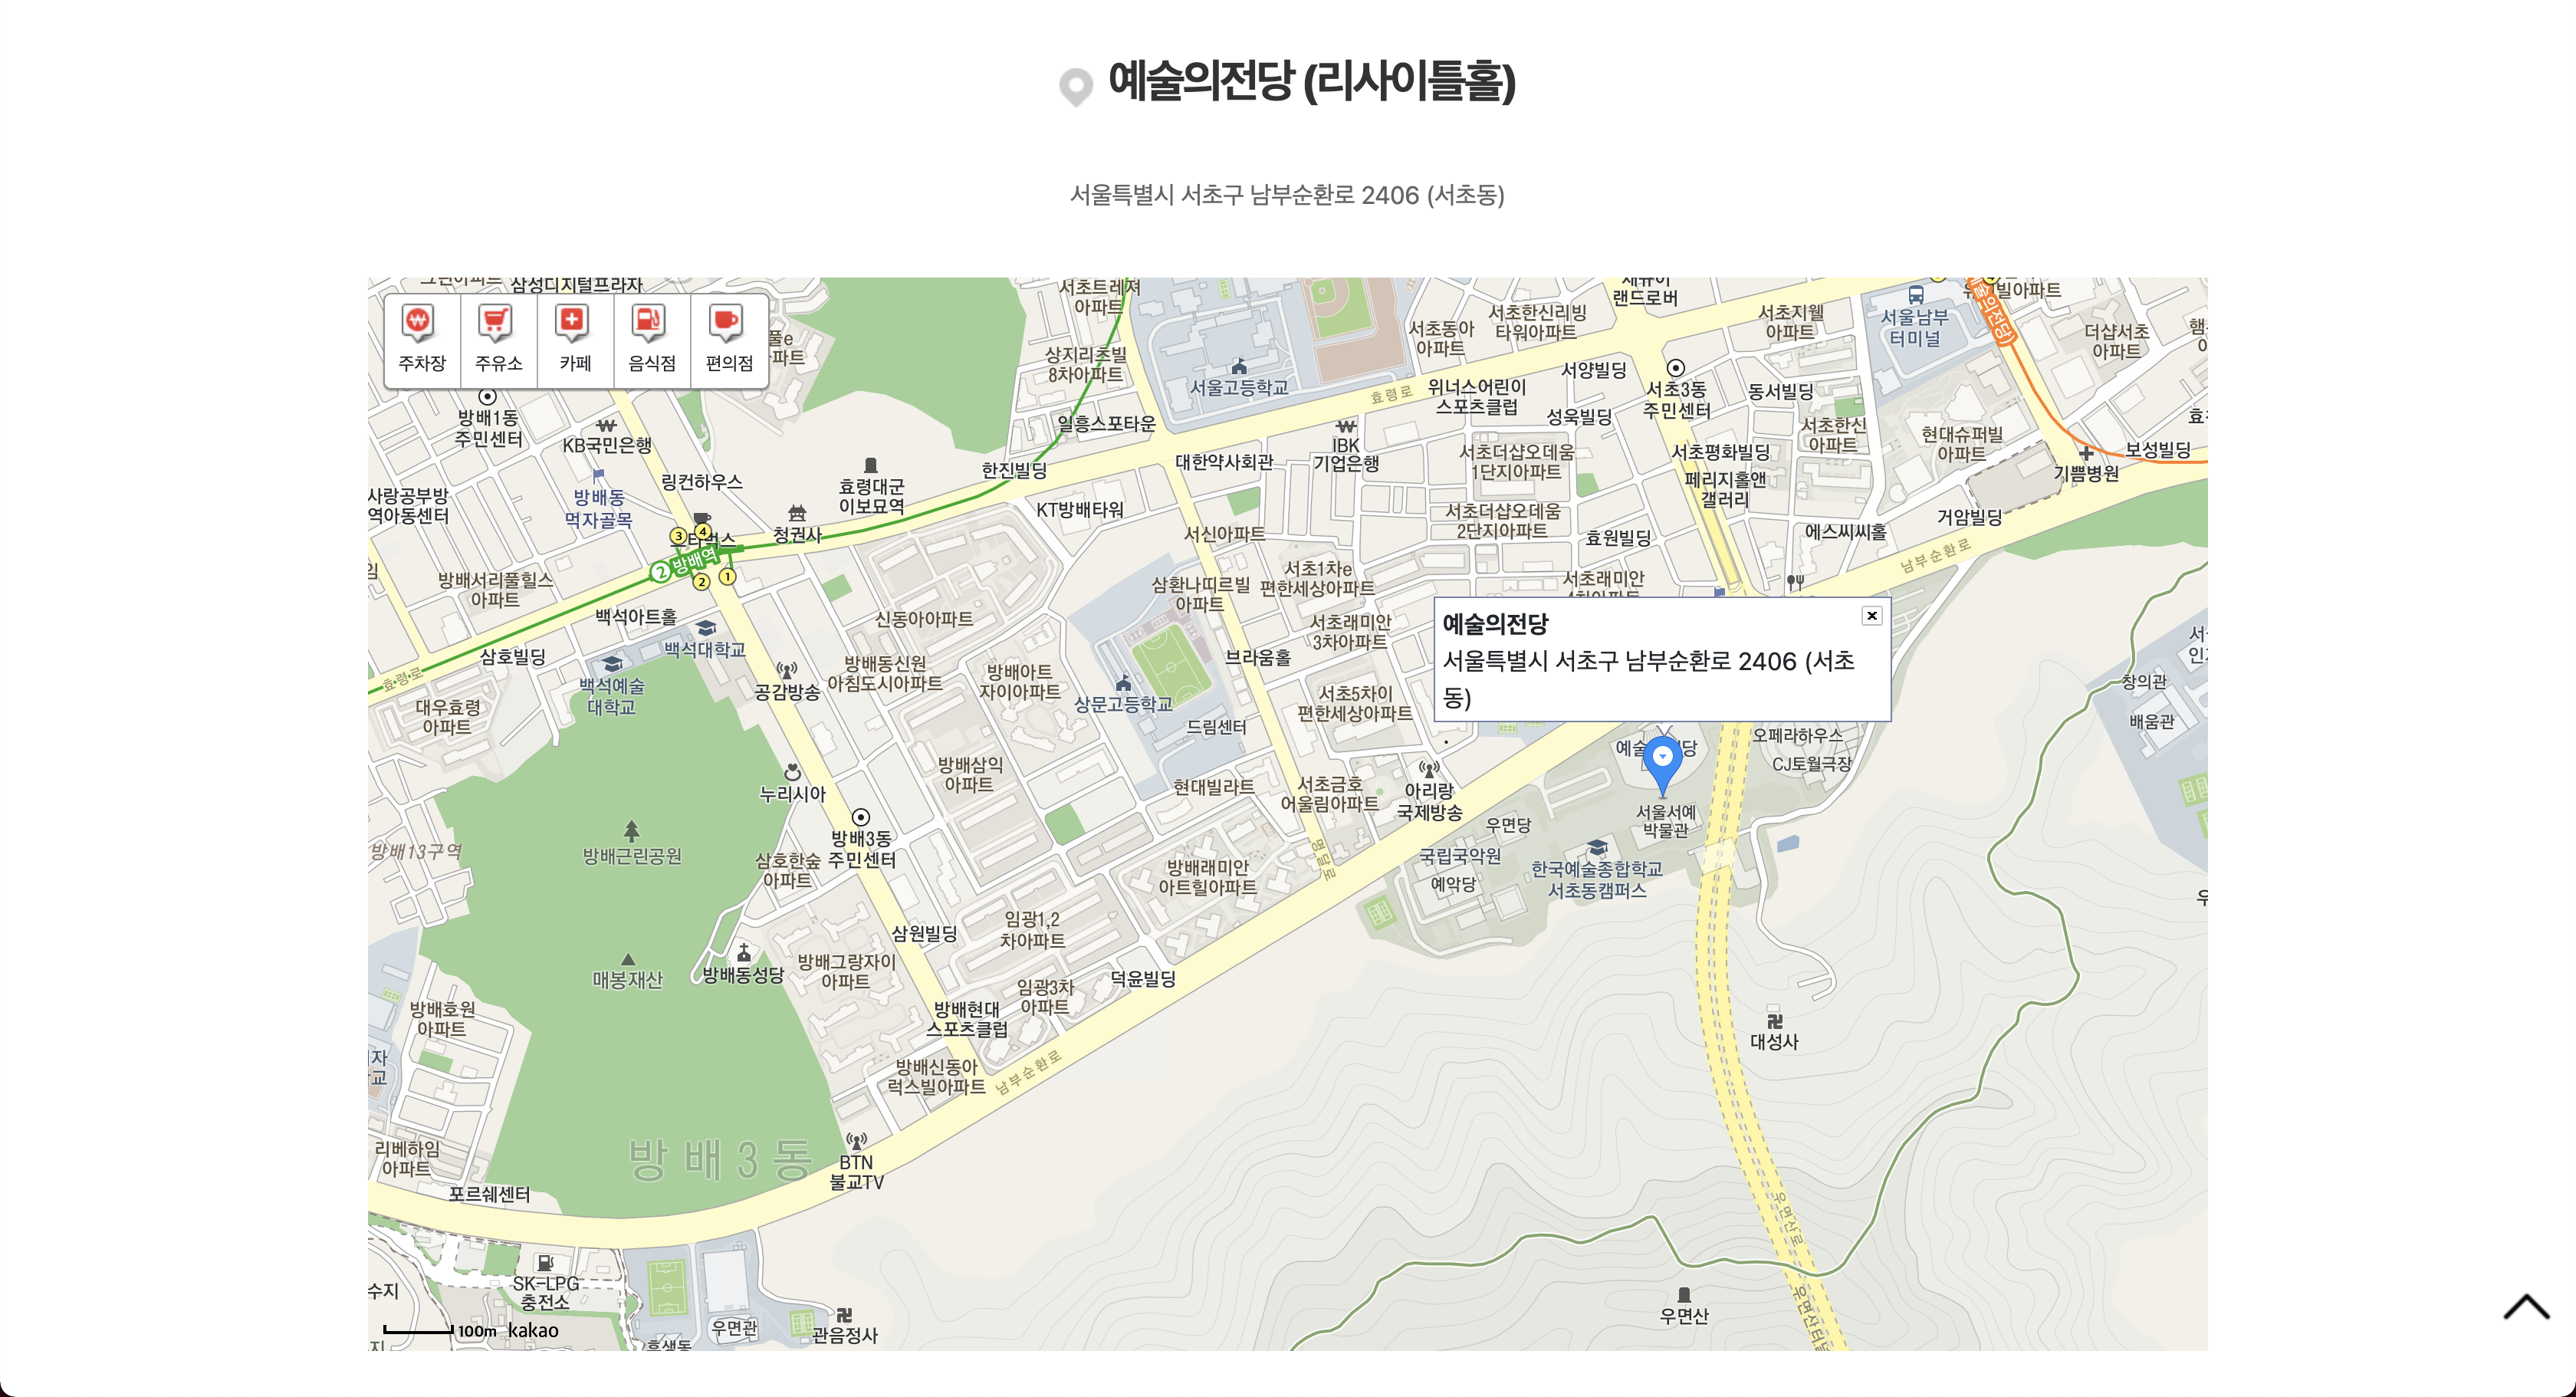 예술의전당 (리사이틀홀)
서울특별시 서초구 남부순환로 2406 (서초동)
삼성디지털프라자
서초트레져
아파트
랜드로버
서초한신리빙
타워아파트
서초동아
아파트
서초지웰
아파트
서울남부
터미널
더샵서초
아파트
주차장
주유소
카페
음식점
편의점
상지리츠빌
8차아파트
서울고등학교
효령로
위너스어린이
스포츠클럽
서양빌딩
서초3동
주민센터
동서빌딩
성욱빌딩
방배1동
주민센터
KB국민은행
일흥스포타운
IBK
기업은행
대한약사회관
서초더샵오데움
1단지아파트
서초평화빌딩
서초한신
아파트
현대슈퍼빌
아파트
보성빌딩
기쁨병원
한진빌딩
링컨하우스
효령대군
이보묘역
방배동
먹자골목
사랑공부방
역아동센터
페리지홀앤
갤러리
KT방배타워
서초더샵오데움
2단지아파트
거암빌딩
청권사
서신아파트
효원빌딩
에스씨씨홀
남부순환로
3
4
2
방배역
2
1
방배서리풀힐스
아파트
삼환나띠르빌
아파트
서초1차e
편한세상아파트
서초래미안
백석아트홀
신동아아파트
예술의전당
서울특별시 서초구 남부순환로 2406 (서초
동)
서초래미안
3차아파트
백석대학교
삼호빌딩
브라움홀
효령로
백석예술
대학교
공감방송
방배동신원
아침도시아파트
방배아트
자이아파트
상문고등학교
서초5차이
편한세상아파트
창의관
배움관
대우효령
아파트
드림센터
오페라하우스
CJ토월극장
방배삼익
아파트
누리시아
현대빌라트
서초금호
어울림아파트
아리랑
국제방송
서울서예
박물관
우면당
방배3동
주민센터
방배13구역
방배근린공원
삼호한숲
아파트
방배래미안
아트힐아파트
명달로
국립국악원
예악당
한국예술종합학교
서초동캠퍼스
임광1,2
차아파트
삼원빌딩
매봉재산
방배동성당
방배그랑자이
아파트
덕윤빌딩
임광3차
아파트
방배현대
스포츠클럽
방배호원
아파트
대성사
방배신동아
럭스빌아파트
남부순환로
방배3동
리베하임
아파트
BTN
불교TV
포르쉐센터
우면산로
SK-LPG
충전소
우면산
우면관
관음정사
100m
kakao